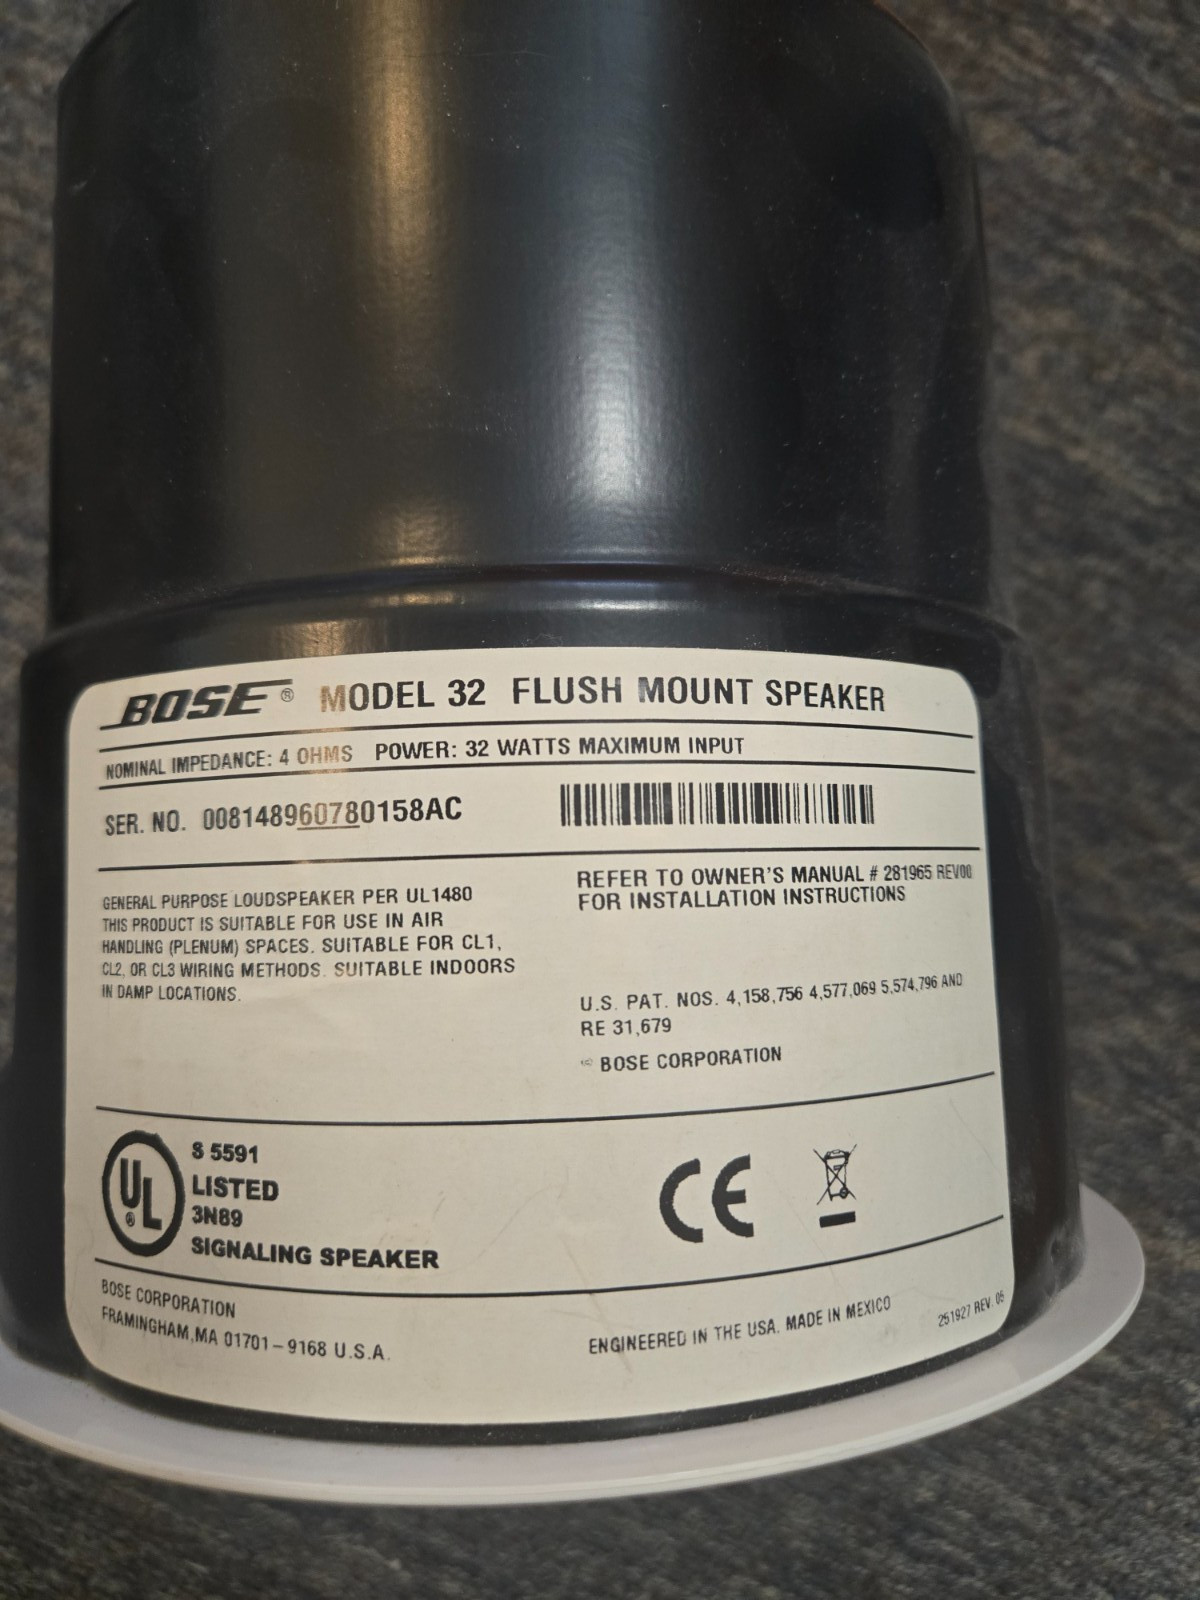 BOSE® MODEL 32 FLUSH MOUNT SPEAKER
NOMINAL IMPEDANCE: 4 OHMS POWER: 32 WATTS MAXIMUM INPUT
SER. NO. 008148960780158AC
GENERAL PURPOSE LOUDSPEAKER PER UL1480
THIS PRODUCT IS SUITABLE FOR USE IN AIR
HANDLING (PLENUM) SPACES. SUITABLE FOR CL1,
CL2, OR CL3 WIRING METHODS. SUITABLE INDOORS
IN DAMP LOCATIONS.
REFER TO OWNER'S MANUAL # 281965 REV00
FOR INSTALLATION INSTRUCTIONS
U.S. PAT. NOS. 4,158,756 4,577,069 5,574,796 AND
RE 31,679
© BOSE CORPORATION
UL®
S 5591
LISTED
3N89
SIGNALING SPEAKER
CE
BOSE CORPORATION
FRAMINGHAM, MA 01701-9168 U.S.A.
ENGINEERED IN THE USA. MADE IN MEXICO
251927 REV. 05